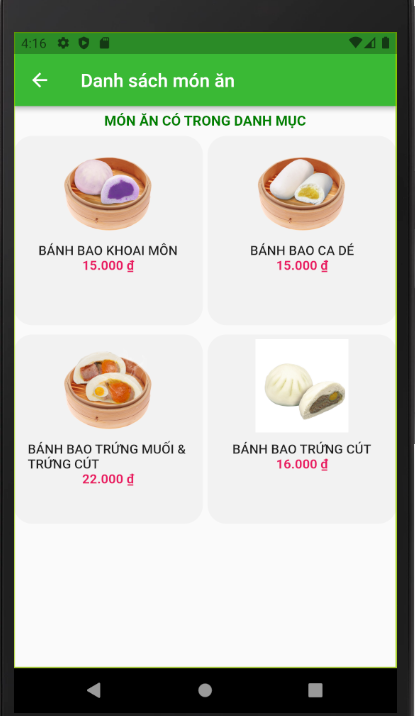 4:16
Danh sách món ăn
MÓN ĂN CÓ TRONG DANH MỤC
BÁNH BAO KHOAI MÔN
15.000 ₫
BÁNH BAO CA DÉ
15.000 ₫
BÁNH BAO TRỨNG MUỐI &
TRỨNG CÚT
22.000 ₫
BÁNH BAO TRỨNG CÚT
16.000 ₫